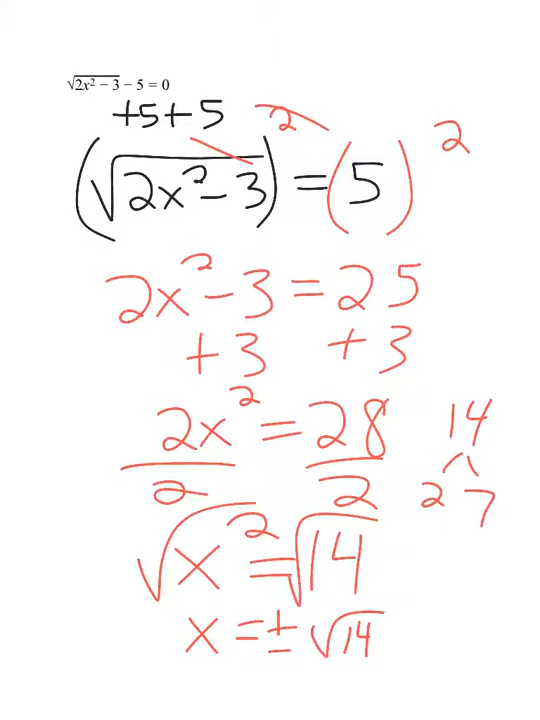 √(2x² − 3) − 5 = 0
+5 + 5
(√(2x² − 3))² = (5)²
2x² − 3 = 25
+ 3 + 3
2x² = 28
2 2
14
2 7
√x² = √14
x = ± √14